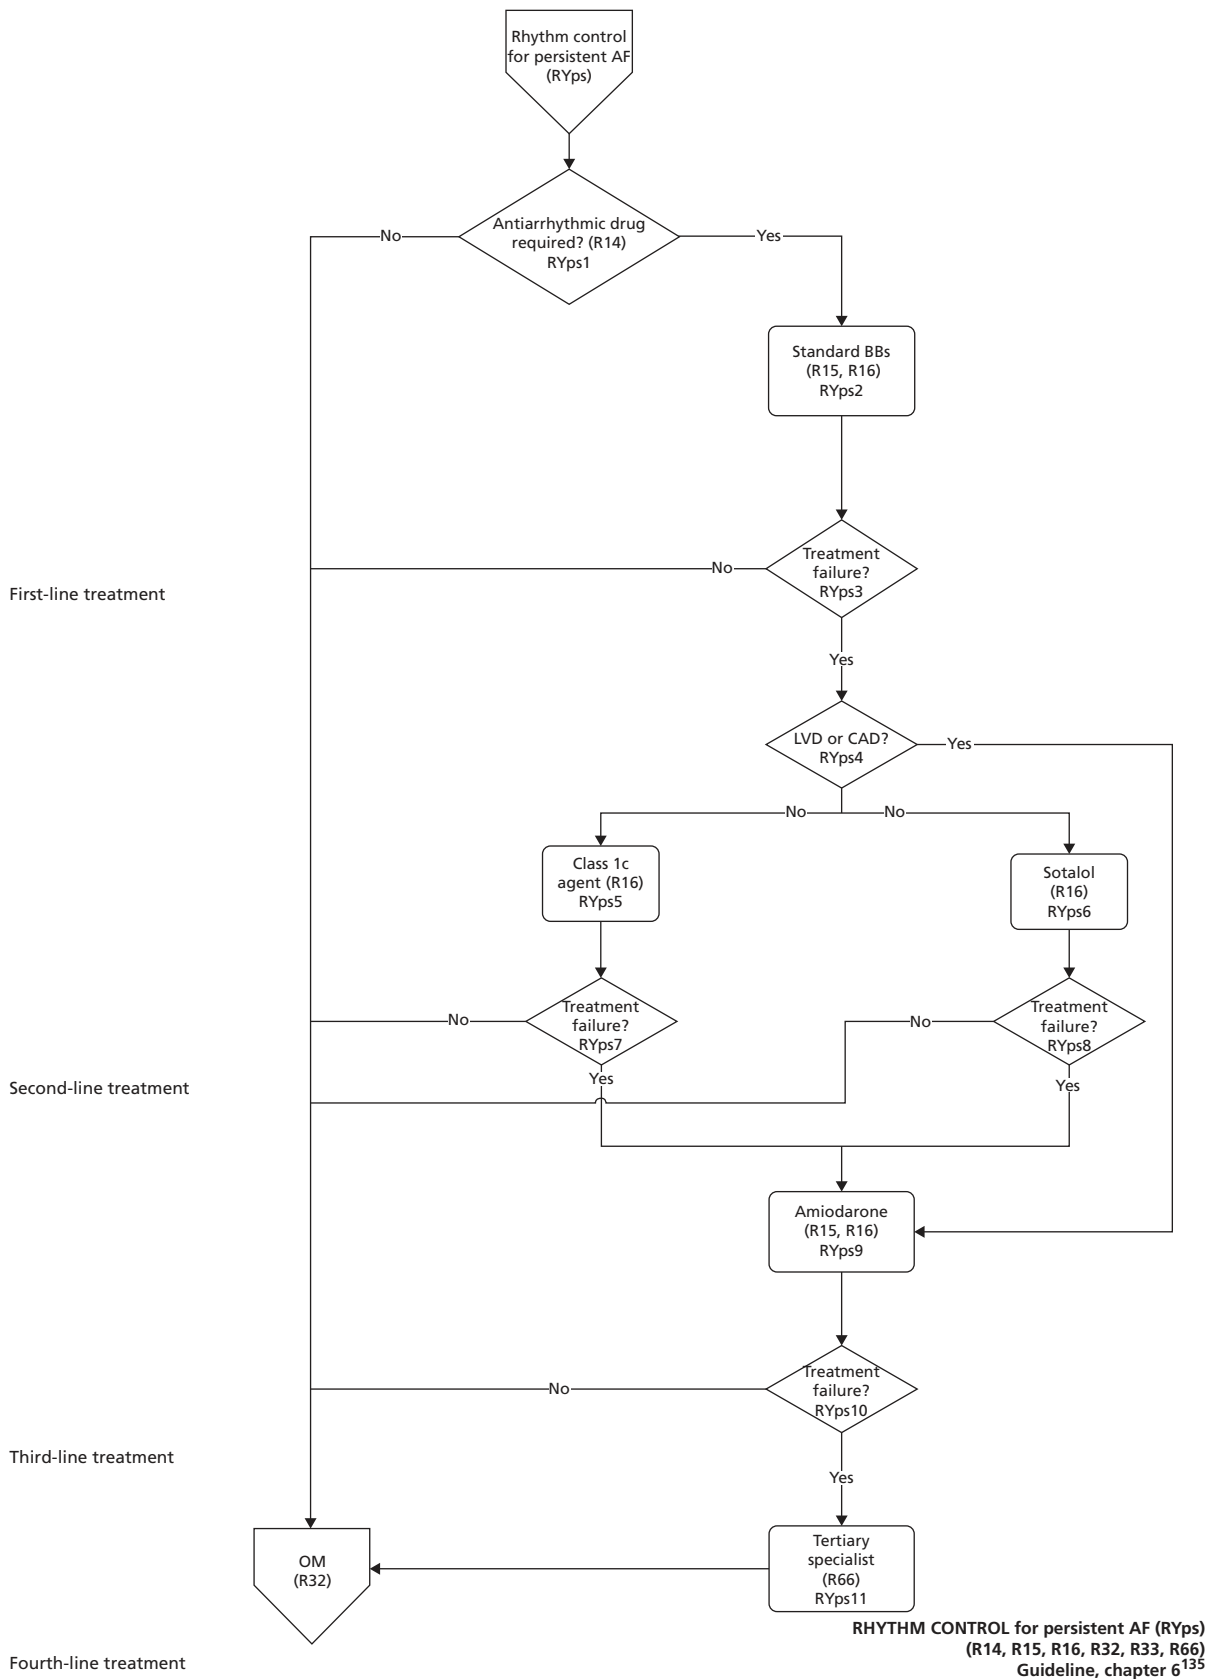 Rhythm control
for persistent AF
(RYps)
Antiarrhythmic drug
required? (R14)
RYps1
No
Yes
Standard BBs
(R15, R16)
RYps2
Treatment
failure?
RYps3
No
First-line treatment
Yes
LVD or CAD?
RYps4
Yes
No
No
Class 1c
agent (R16)
RYps5
Sotalol
(R16)
RYps6
Treatment
failure?
RYps7
No
Yes
Treatment
failure?
RYps8
No
Yes
Second-line treatment
Amiodarone
(R15, R16)
RYps9
Treatment
failure?
RYps10
No
Third-line treatment
Yes
Tertiary
specialist
(R66)
RYps11
OM
(R32)
Fourth-line treatment
RHYTHM CONTROL for persistent AF (RYps)
(R14, R15, R16, R32, R33, R66)
Guideline, chapter 6135